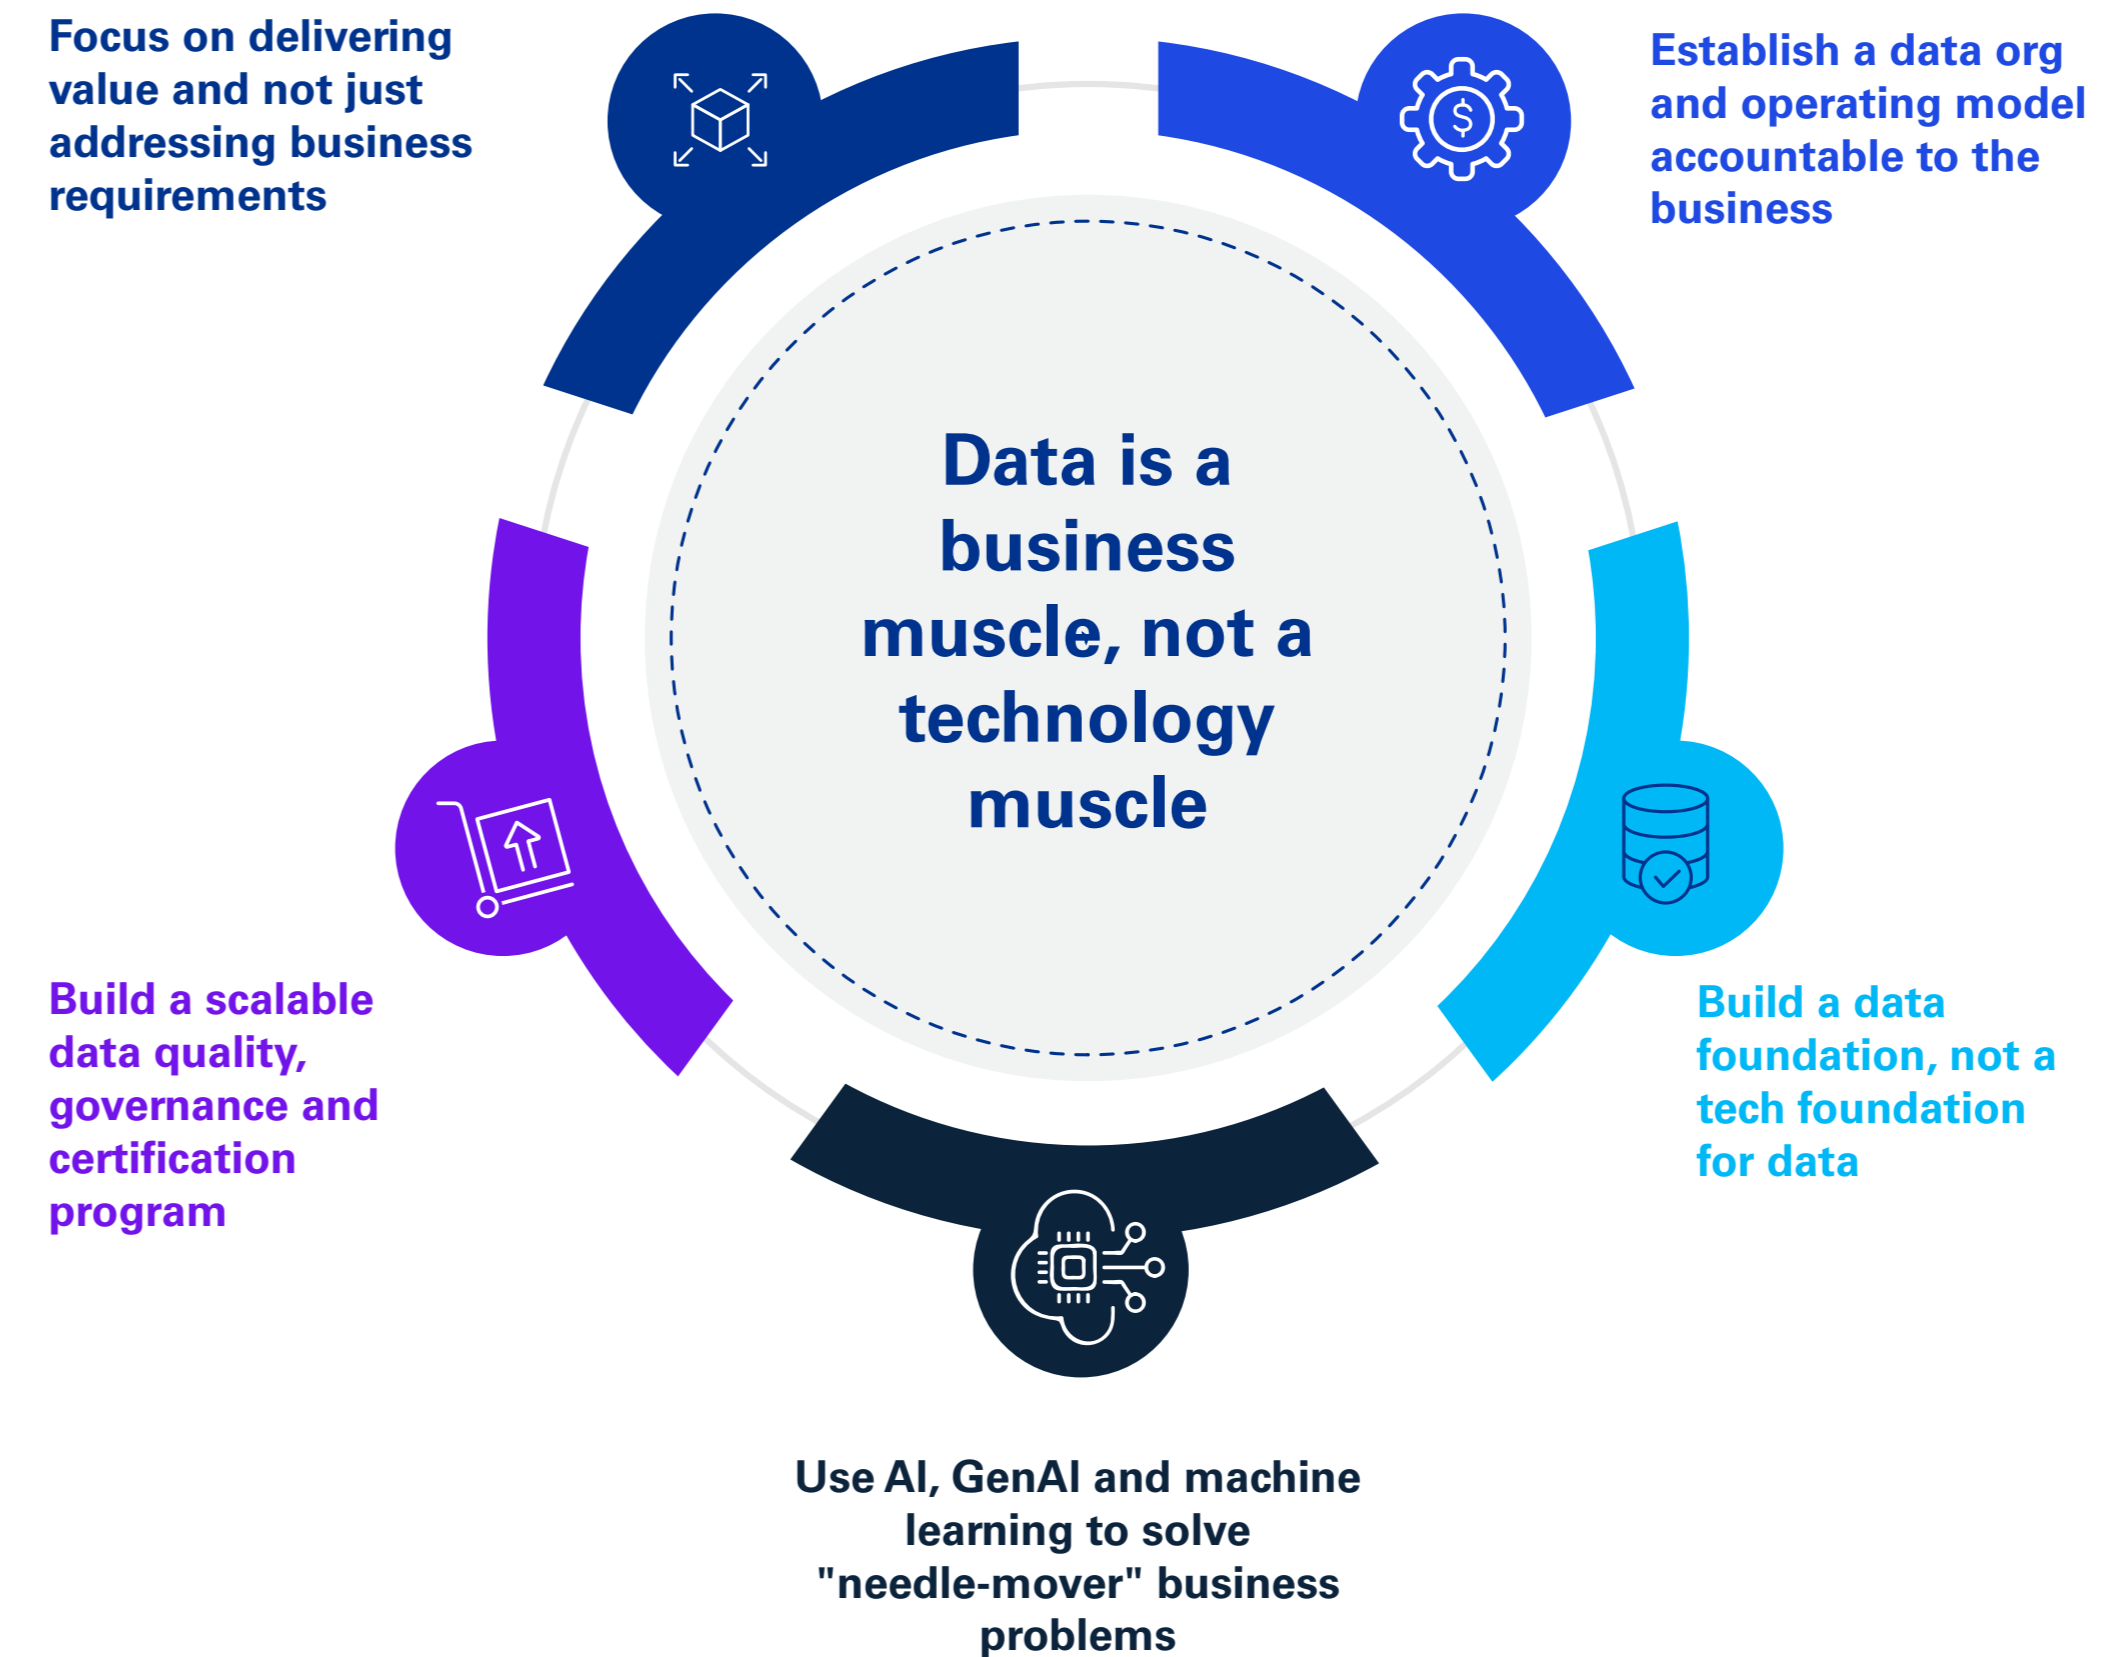 Focus on delivering
value and not just
addressing business
requirements
Establish a data org
and operating model
accountable to the
business
$
Data is a
business
muscle, not a
technology
muscle
Build a scalable
data quality,
governance and
certification
program
Build a data
foundation, not a
tech foundation
for data
Use AI, GenAI and machine
learning to solve
"needle-mover" business
problems